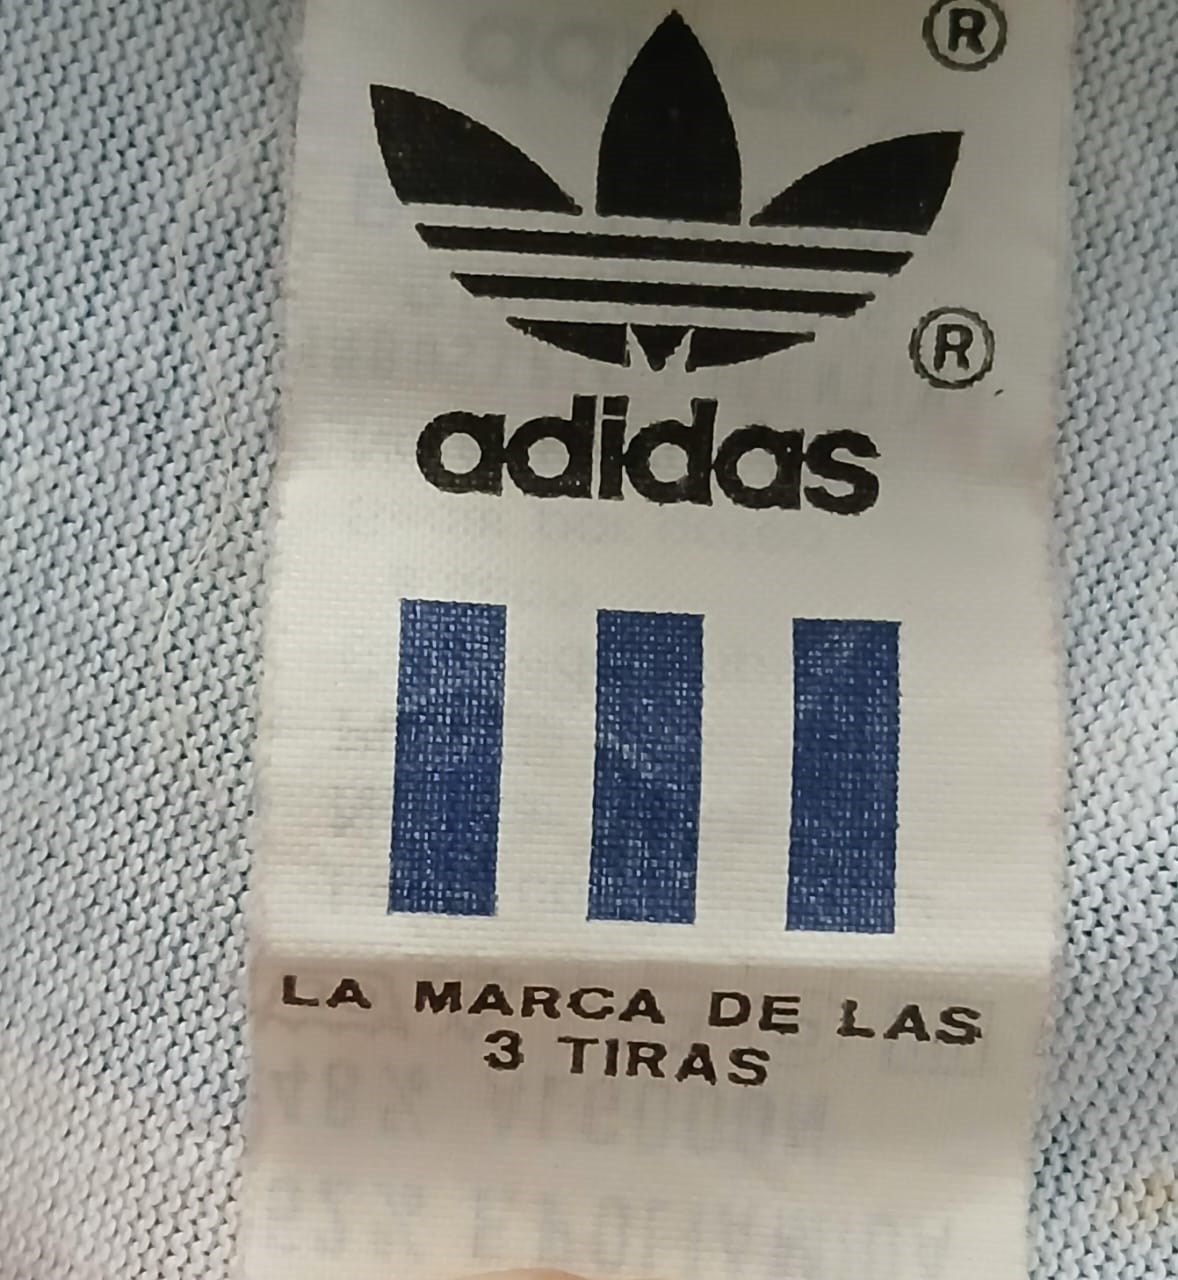 ®
®
adidas
LA MARCA DE LAS
3 TIRAS